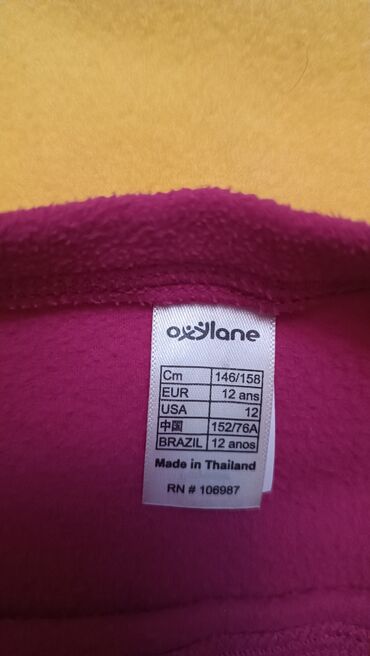 oxylane
Cm 146/158
EUR 12 ans
USA 12
中国 152/76A
BRAZIL 12 anos
Made in Thailand
RN # 106987